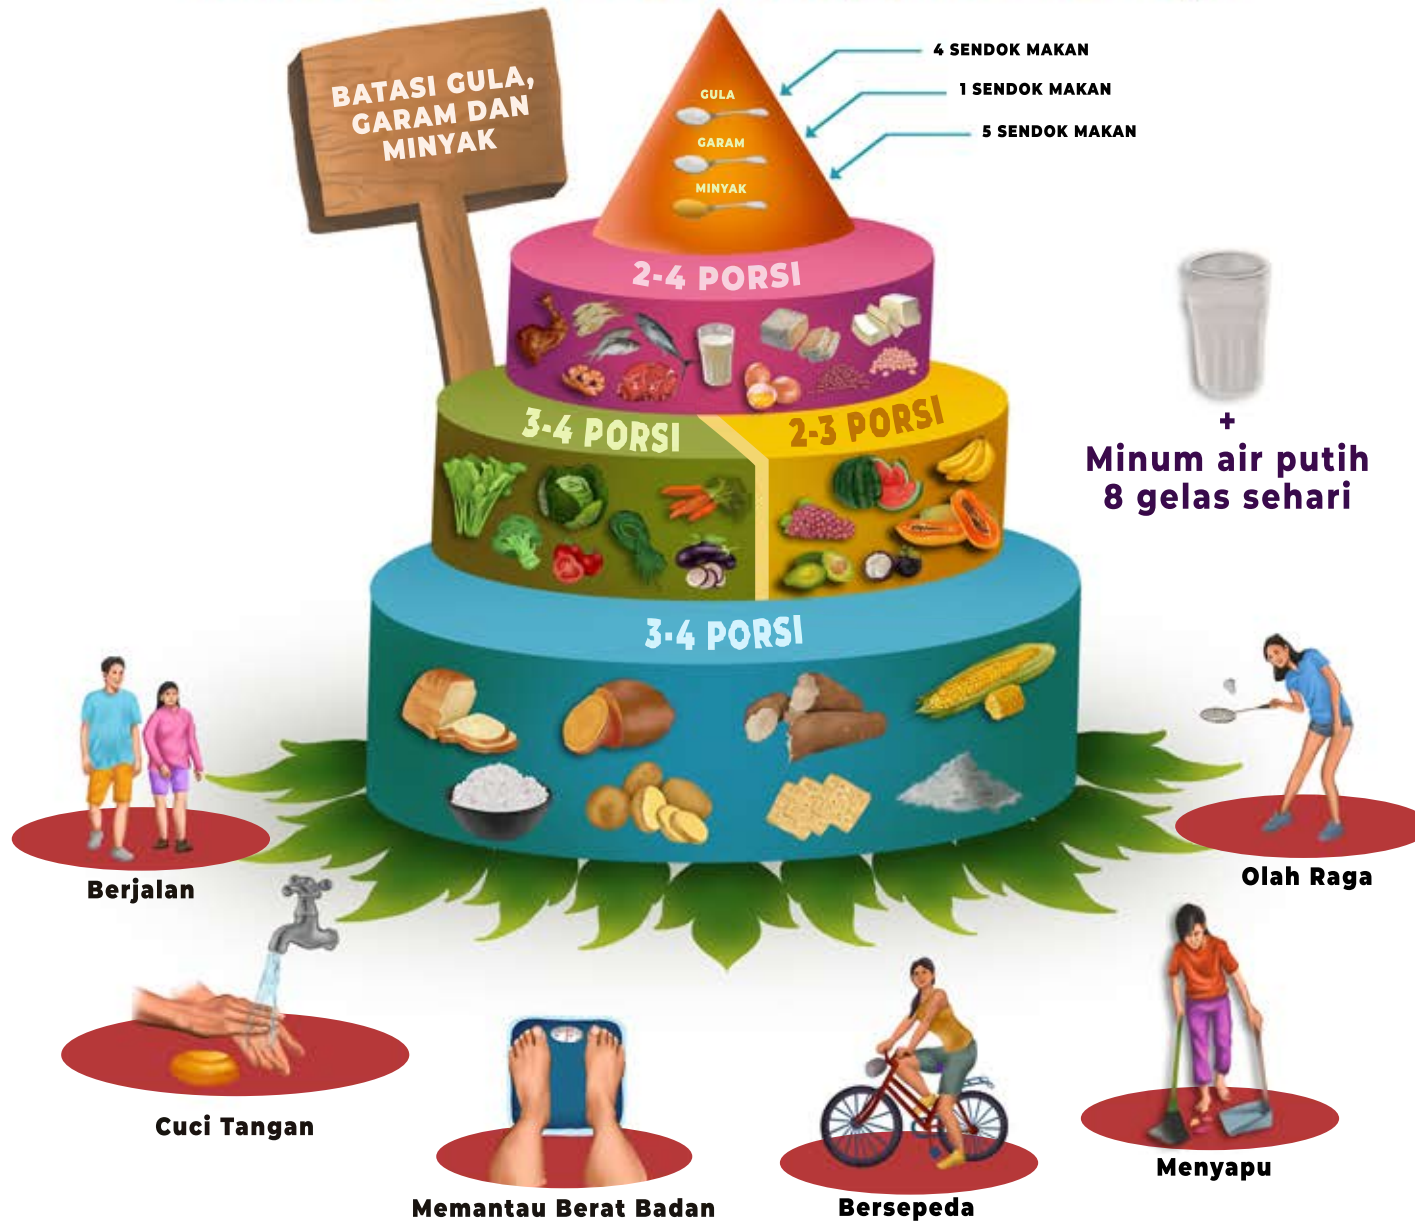 BATASI GULA,
GARAM DAN
MINYAK
GULA
GARAM
MINYAK
4 SENDOK MAKAN
1 SENDOK MAKAN
5 SENDOK MAKAN
2-4 PORSI
3-4 PORSI
2-3 PORSI
+
Minum air putih
8 gelas sehari
3-4 PORSI
Berjalan
Olah Raga
Cuci Tangan
Memantau Berat Badan
Bersepeda
Menyapu